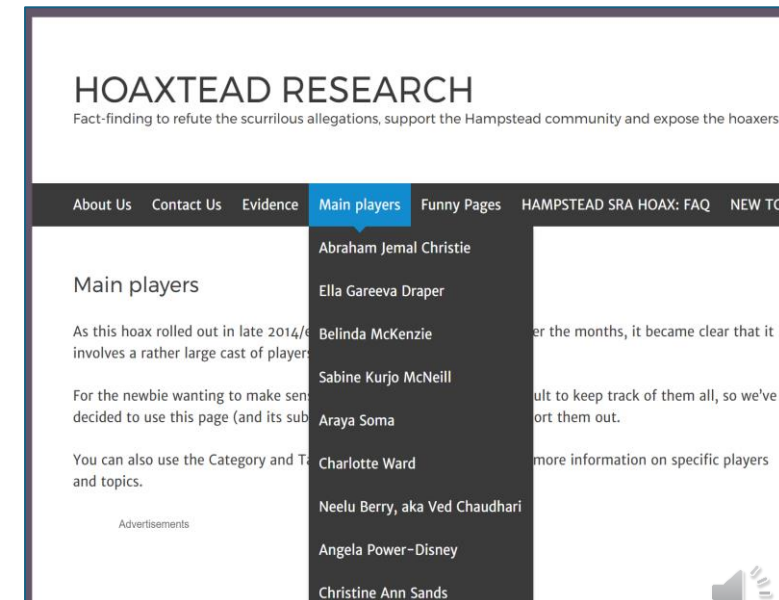 HOAXTEAD RESEARCH
Fact-finding to refute the scurrilous allegations, support the Hampstead community and expose the hoaxers
About Us Contact Us Evidence Main players Funny Pages HAMPSTEAD SRA HOAX: FAQ NEW
Abraham Jemal Christie
Ella Gareeva Draper
Belinda McKenzie
Sabine Kurjo McNeill
Araya Soma
Charlotte Ward
Neelu Berry, aka Ved Chaudhari
Angela Power-Disney
Christine Ann Sands
Main players
As this hoax rolled out in late 2014/ er the months, it became clear that it
involves a rather large cast of players
For the newbie wanting to make ult to keep track of them all, so we've
decided to use this page (and its ort them out.
You can also use the Category and more information on specific players
and topics.
Advertisements